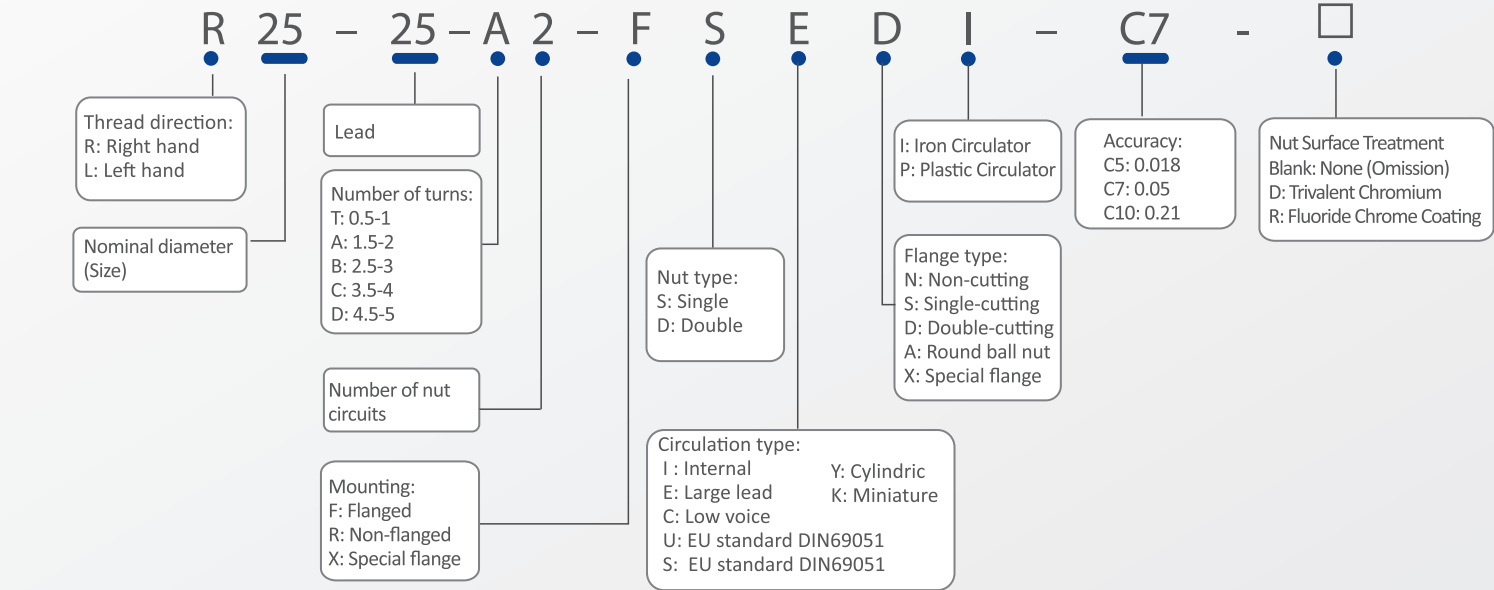 R 25 – 25 – A 2 – F S E D I – C7 - □
Thread direction:
R: Right hand
L: Left hand
Nominal diameter
(Size)
Lead
Number of turns:
T: 0.5-1
A: 1.5-2
B: 2.5-3
C: 3.5-4
D: 4.5-5
Number of nut
circuits
Mounting:
F: Flanged
R: Non-flanged
X: Special flange
Nut type:
S: Single
D: Double
Circulation type:
I : Internal
E: Large lead
C: Low voice
U: EU standard DIN69051
S: EU standard DIN69051
Y: Cylindric
K: Miniature
I: Iron Circulator
P: Plastic Circulator
Flange type:
N: Non-cutting
S: Single-cutting
D: Double-cutting
A: Round ball nut
X: Special flange
Accuracy:
C5: 0.018
C7: 0.05
C10: 0.21
Nut Surface Treatment
Blank: None (Omission)
D: Trivalent Chromium
R: Fluoride Chrome Coating